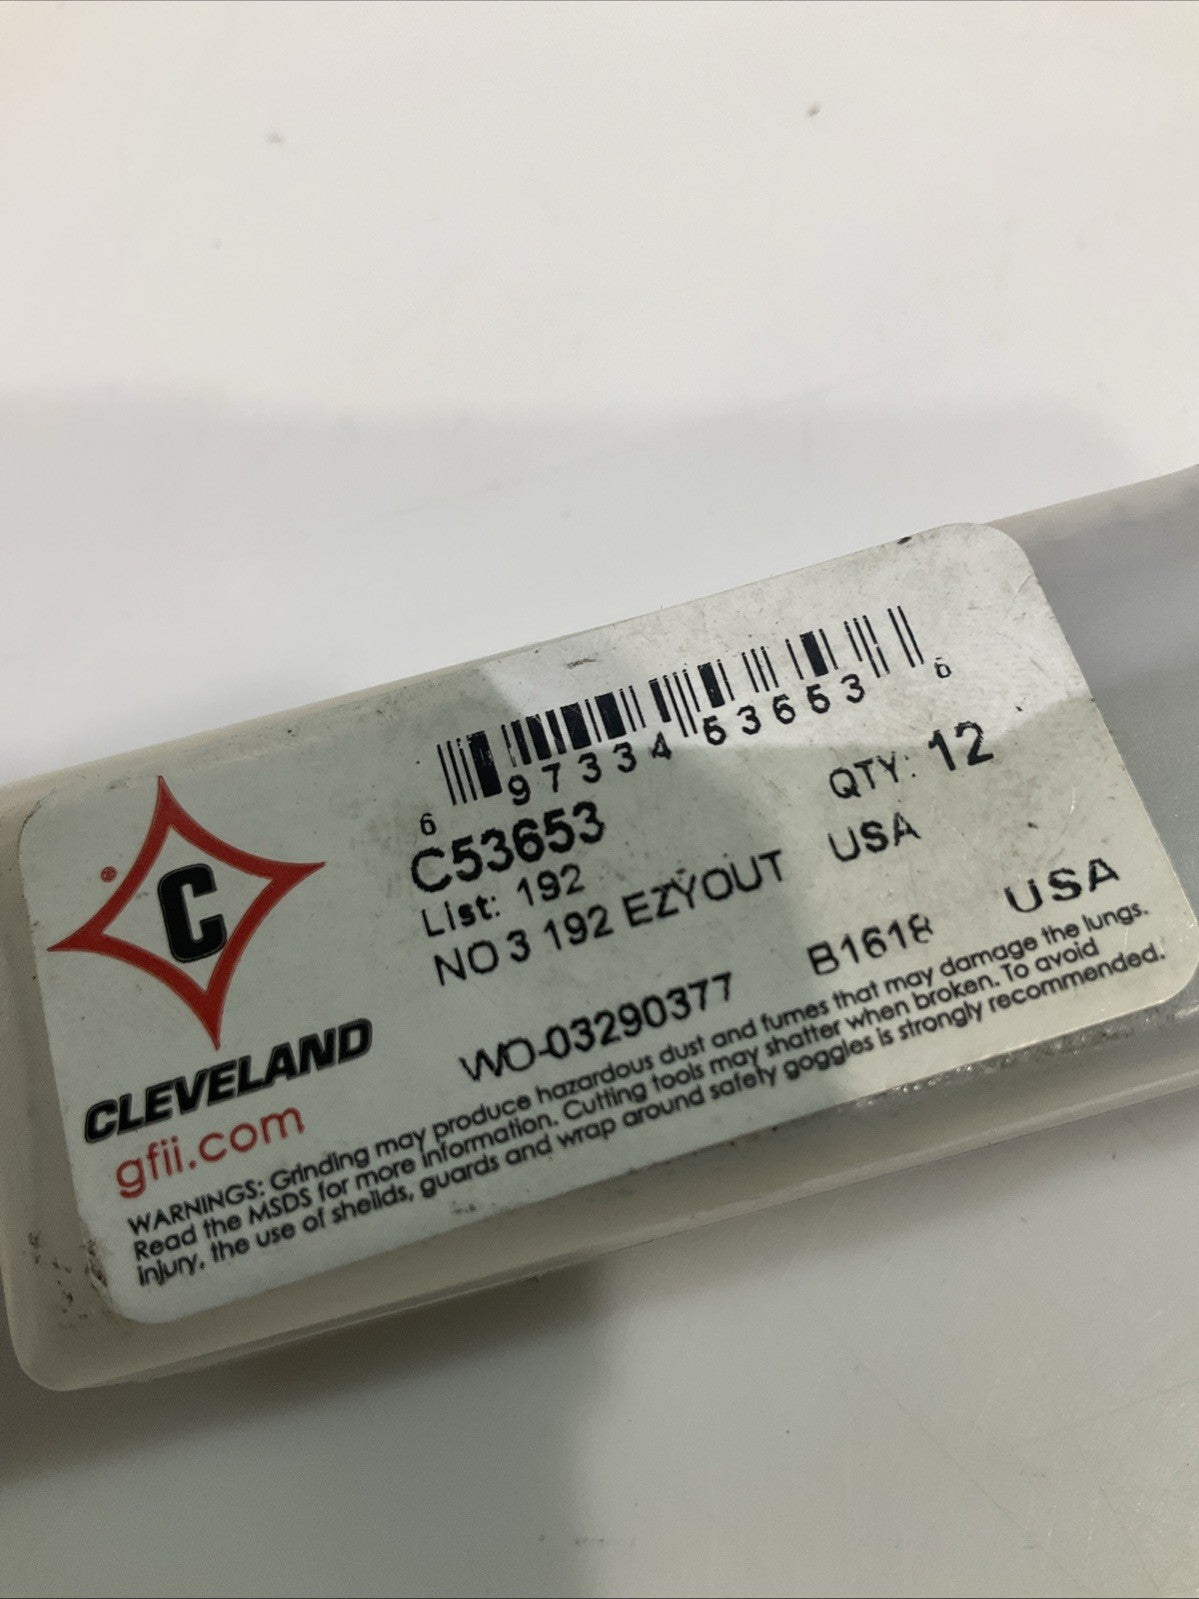 6 97334 53653 6
C53653 QTY: 12
List: 192
NO 3 192 EZYOUT USA
WO-03290377 B1618 USA
®
C
CLEVELAND
gfii.com
WARNINGS: Grinding may produce hazardous dust and fumes that may damage the lungs.
Read the MSDS for more information. Cutting tools may shatter when broken. To avoid
injury, the use of sheilds, guards and wrap around safety goggles is strongly recommended.